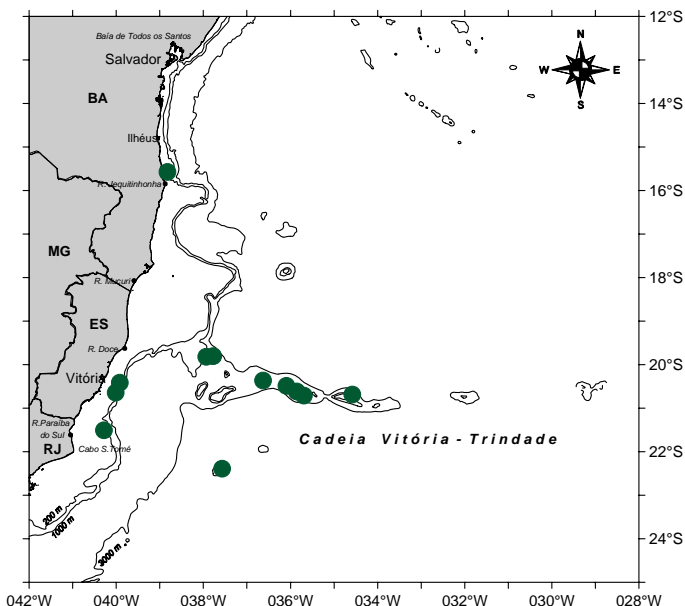 12°S
Baía de Todos os Santos
N
Salvador
W
E
S
BA
14°S
Ilhéus
R. Jequitinhonha
16°S
MG
R. Mucuri
18°S
ES
R. Doce
20°S
Vitória
R.Paraíba
do Sul
Cadeia Vitória - Trindade
RJ
Cabo S.Tomé
22°S
200 m
1000 m
3000 m
24°S
26°S
042°W
040°W
038°W
036°W
034°W
032°W
030°W
028°W